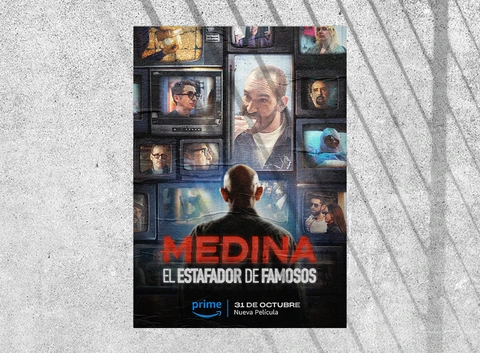 MEDINA
EL ESTAFADOR DE FAMOSOS
prime
31 DE OCTUBRE
Nueva Película